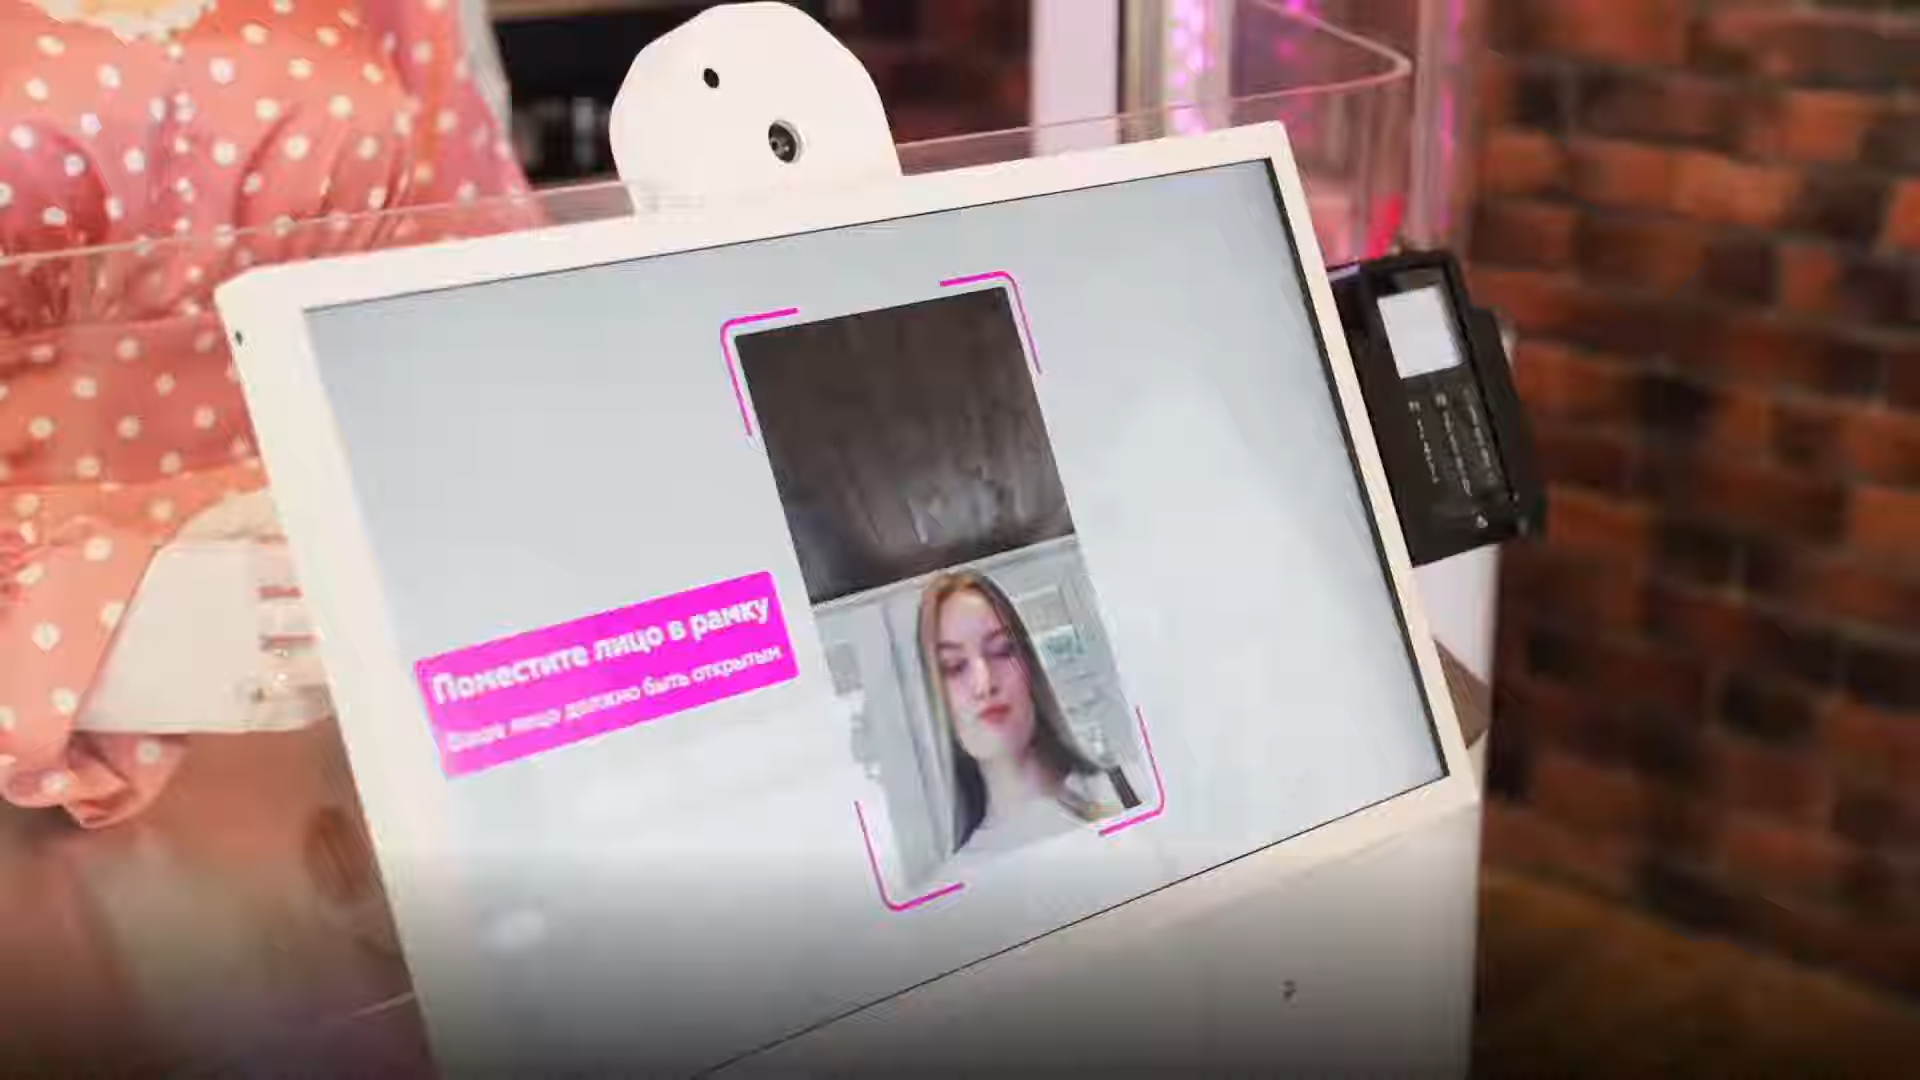 Поместите лицо в рамку
Ваше лицо должно быть открытым